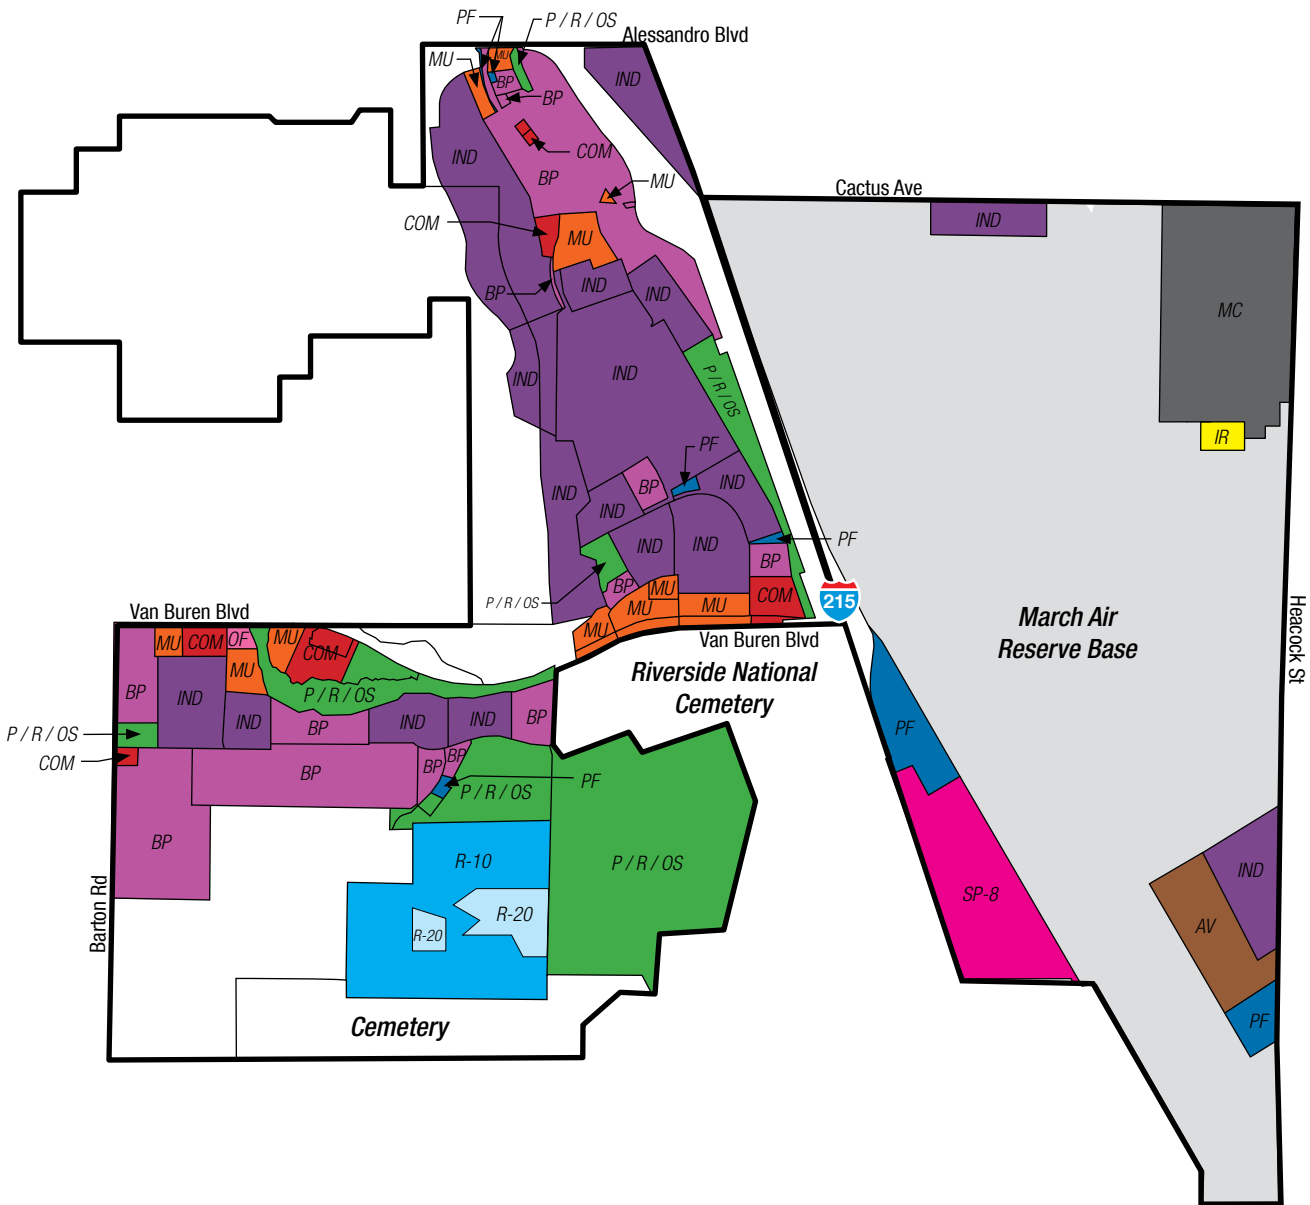 PF
P / R / OS
Alessandro Blvd
MU
MU
BP
BP
IND
IND
COM
BP
MU
Cactus Ave
IND
COM
MU
BP
IND
IND
MC
IND
IND
P / R / OS
IR
PF
BP
IND
IND
IND
PF
IND
IND
BP
P / R / OS
BP
MU
COM
MU
MU
MU
215
Van Buren Blvd
Van Buren Blvd
March Air
Reserve Base
Heacock St
Riverside National
Cemetery
MU
COM
OF
MU
COM
MU
BP
IND
P / R / OS
IND
BP
IND
IND
BP
P / R / OS
COM
BP
BP
BP
PF
P / R / OS
PF
BP
R-10
P / R / OS
SP-8
IND
R-20
R-20
AV
Barton Rd
PF
Cemetery